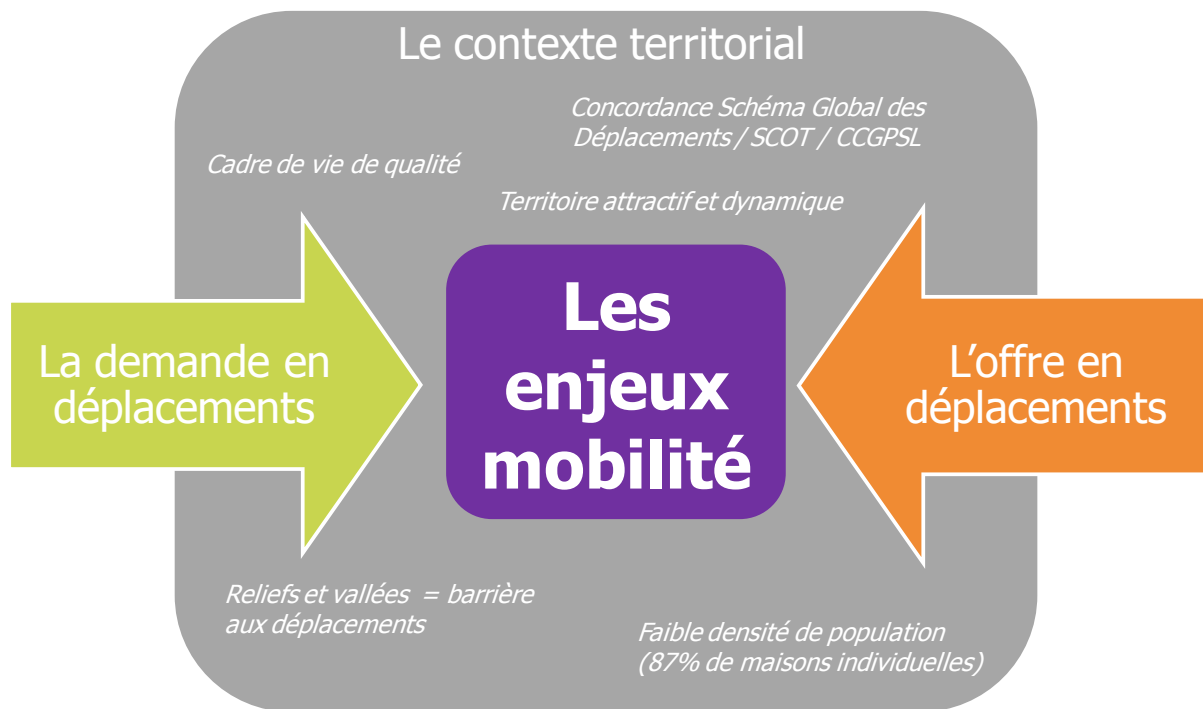 Le contexte territorial
Concordance Schéma Global des
Déplacements / SCOT / CCGPSL
Cadre de vie de qualité
Territoire attractif et dynamique
La demande en
déplacements
Les
enjeux
mobilité
L'offre en
déplacements
Reliefs et vallées = barrière
aux déplacements
Faible densité de population
(87% de maisons individuelles)